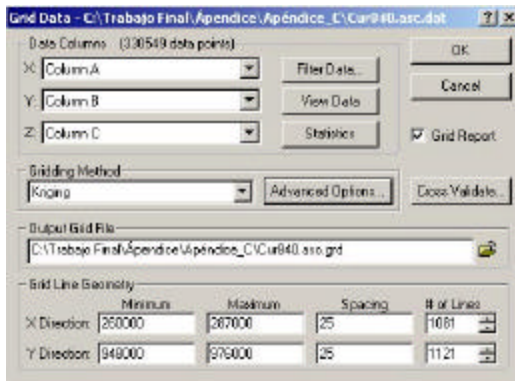 Grid Data - C:\Trabajo Final\Ápendice\Apéndice_C\Cur840.asc.dat
Data Columns (330549 data points)
X: Column A
Y: Column B
Z: Column C
Filter Data...
View Data
Statistics
OK
Cancel
Grid Report
Gridding Method
Kriging
Advanced Options...
Cross Validate...
Output Grid File
C:\Trabajo Final\Ápendice\Apéndice_C\Cur840.asc.grd
Grid Line Geometry
Minimum Maximum Spacing # of Lines
X Direction: 260000 287000 25 1081
Y Direction: 948000 976000 25 1121